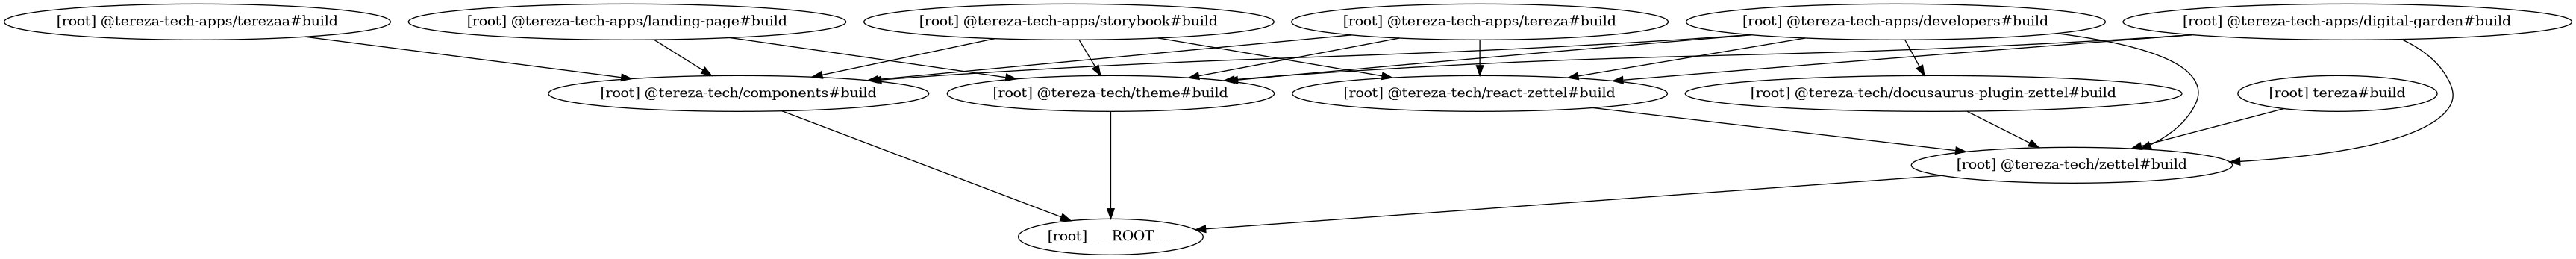 [root] @tereza-tech-apps/terezaa#build
[root] @tereza-tech-apps/landing-page#build
[root] @tereza-tech-apps/storybook#build
[root] @tereza-tech-apps/tereza#build
[root] @tereza-tech-apps/developers#build
[root] @tereza-tech-apps/digital-garden#build
[root] @tereza-tech/components#build
[root] @tereza-tech/theme#build
[root] @tereza-tech/react-zettel#build
[root] @tereza-tech/docusaurus-plugin-zettel#build
[root] tereza#build
[root] @tereza-tech/zettel#build
[root] ___ROOT___